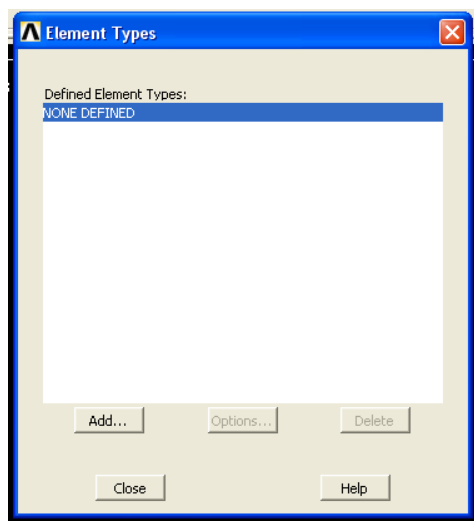 Element Types
Defined Element Types:
NONE DEFINED
Add...
Options...
Delete
Close
Help